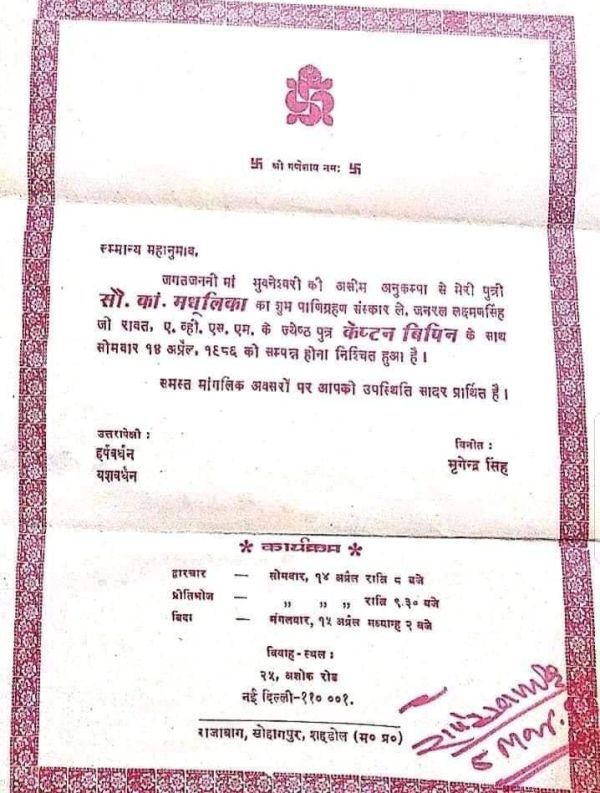 卐 श्री गणेशाय नमः 卐
सम्मान्य महानुभाव,
जगतजननी मां भुवनेश्वरी की असीम अनुकम्पा से मेरी पुत्री
सौ. कां. मधूलिका का शुभ पाणिग्रहण संस्कार ले. जनरल लक्ष्मणसिंह
जी रावत, ए. व्ही. एस. एम. के ज्येष्ठ पुत्र केप्टन बिपिन के साथ
सोमवार १४ अप्रैल, १९८६ को सम्पन्न होना निश्चित हुआ है ।
समस्त मांगलिक अवसरों पर आपकी उपस्थिति सादर प्रार्थित है ।
उत्तरापेक्षी :
हर्षवर्धन
यशवर्धन
विनीत :
मृगेन्द्र सिंह
* कार्यक्रम *
द्वारचार — सोमवार, १४ अप्रैल रात्रि ८ बजे
प्रीतिभोज — ,, ,, ,, रात्रि ९.३० बजे
बिदा — मंगलवार, १५ अप्रैल मध्यान्ह २ बजे
विवाह-स्थल :
२५, अशोक रोड
नई दिल्ली-११० ००१.
राजाबाग, सोहागपुर, शहडोल (म० प्र०)
5 Mar.